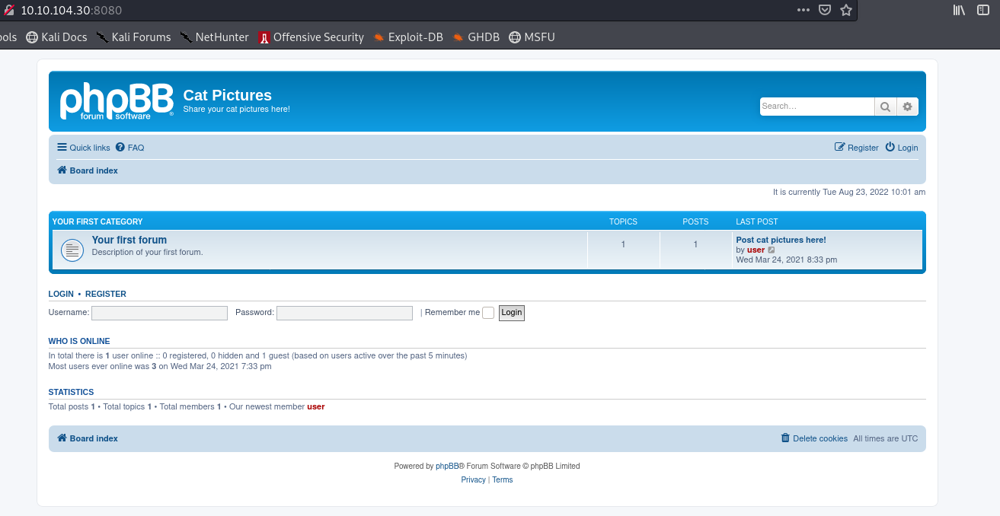 10.10.104.30:8080
ools Kali Docs Kali Forums NetHunter Offensive Security Exploit-DB GHDB MSFU
phpBB® forum software
Cat Pictures
Share your cat pictures here!
Search…
Quick links FAQ Register Login
Board index
It is currently Tue Aug 23, 2022 10:01 am
YOUR FIRST CATEGORY TOPICS POSTS LAST POST
Your first forum 1 1 Post cat pictures here!
Description of your first forum. by user
Wed Mar 24, 2021 8:33 pm
LOGIN • REGISTER
Username: Password: | Remember me Login
WHO IS ONLINE
In total there is 1 user online :: 0 registered, 0 hidden and 1 guest (based on users active over the past 5 minutes)
Most users ever online was 3 on Wed Mar 24, 2021 7:33 pm
STATISTICS
Total posts 1 • Total topics 1 • Total members 1 • Our newest member user
Board index Delete cookies All times are UTC
Powered by phpBB® Forum Software © phpBB Limited
Privacy | Terms